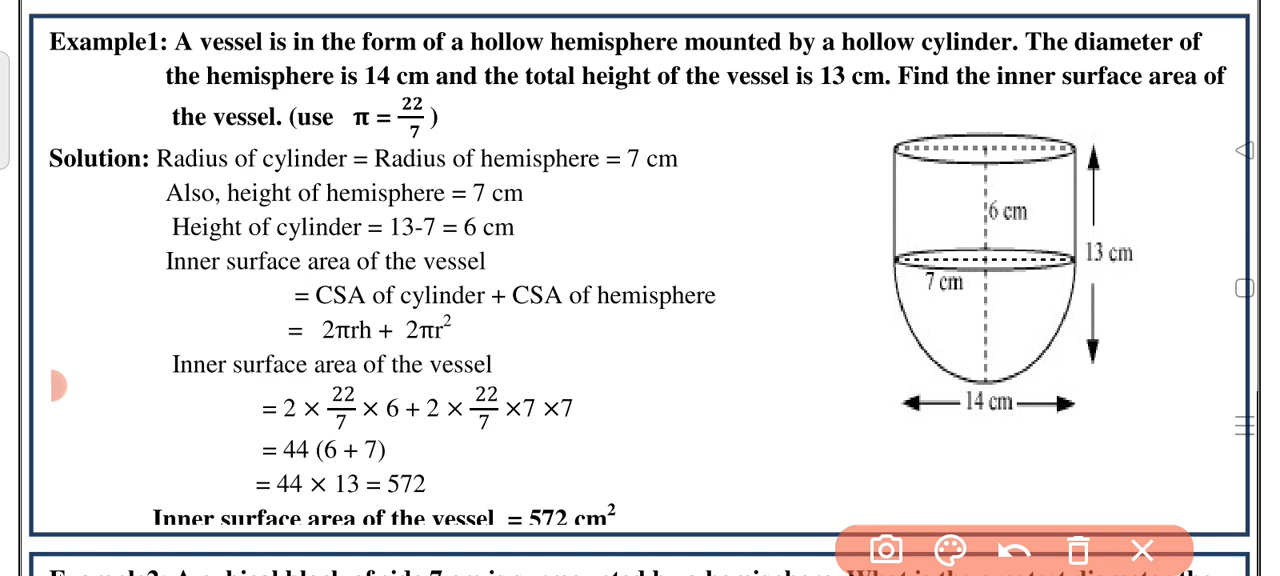 Example1: A vessel is in the form of a hollow hemisphere mounted by a hollow cylinder. The diameter of
the hemisphere is 14 cm and the total height of the vessel is 13 cm. Find the inner surface area of
the vessel. (use π = 22/7)
Solution: Radius of cylinder = Radius of hemisphere = 7 cm
Also, height of hemisphere = 7 cm
Height of cylinder = 13-7 = 6 cm
Inner surface area of the vessel
= CSA of cylinder + CSA of hemisphere
= 2πrh + 2πr²
Inner surface area of the vessel
= 2 × 22/7 × 6 + 2 × 22/7 ×7 ×7
= 44 (6 + 7)
= 44 × 13 = 572
Inner surface area of the vessel = 572 cm²
6 cm
13 cm
7 cm
14 cm